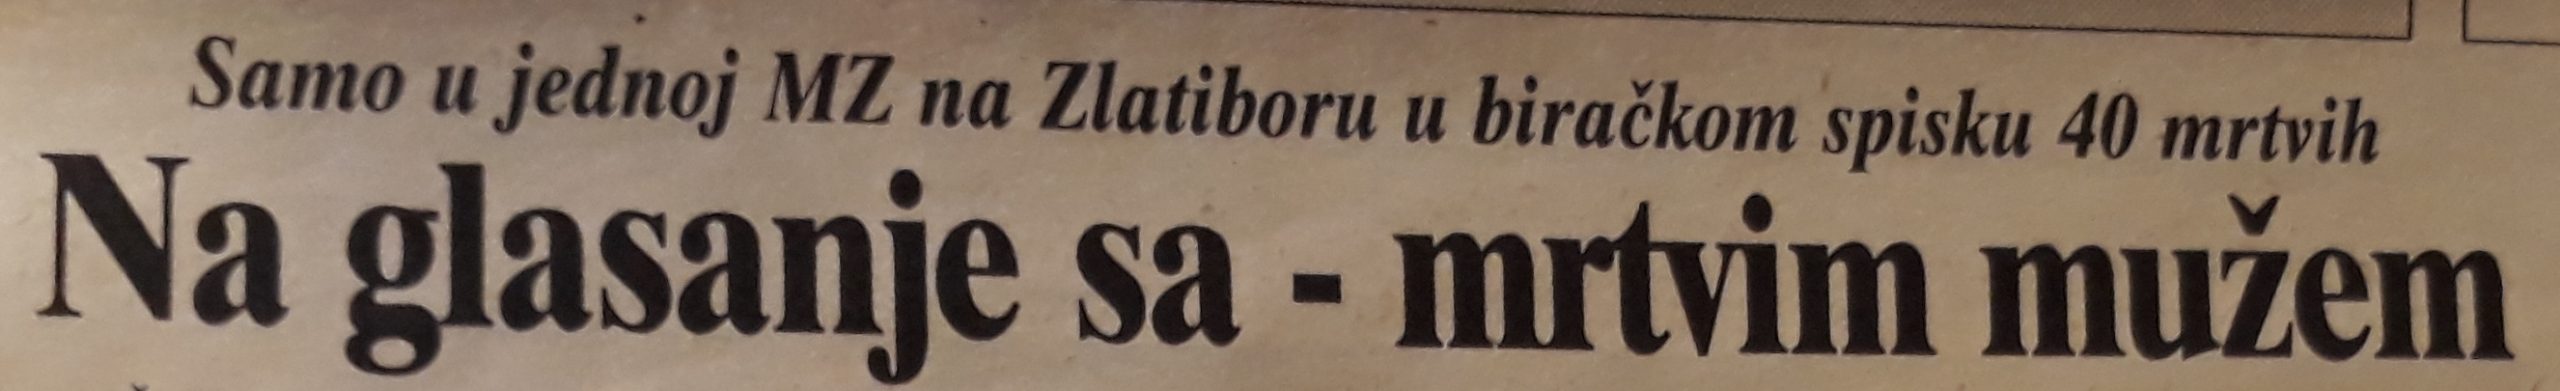 Samo u jednoj MZ na Zlatiboru u biračkom spisku 40 mrtvih
Na glasanje sa - mrtvim mužem